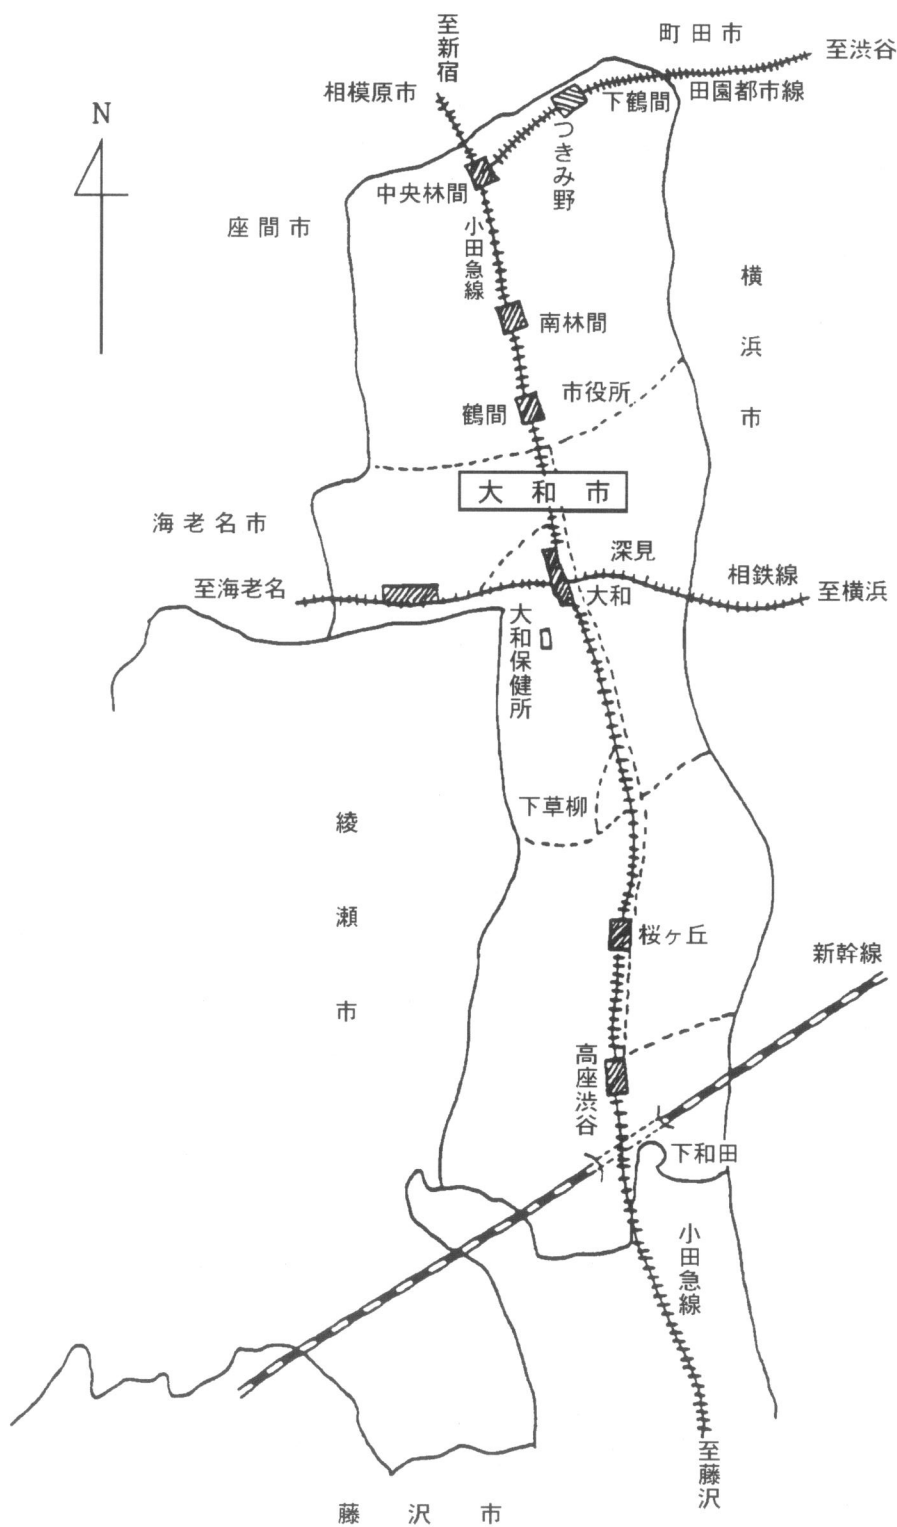 町田市
至新宿
至渋谷
相模原市
下鶴間
田園都市線
N
つきみ野
中央林間
座間市
小田急線
横浜市
南林間
市役所
鶴間
大和市
海老名市
深見
相鉄線
至海老名
大和
至横浜
大和保健所
下草柳
綾瀬市
桜ヶ丘
新幹線
高座渋谷
下和田
小田急線
至藤沢
藤沢市